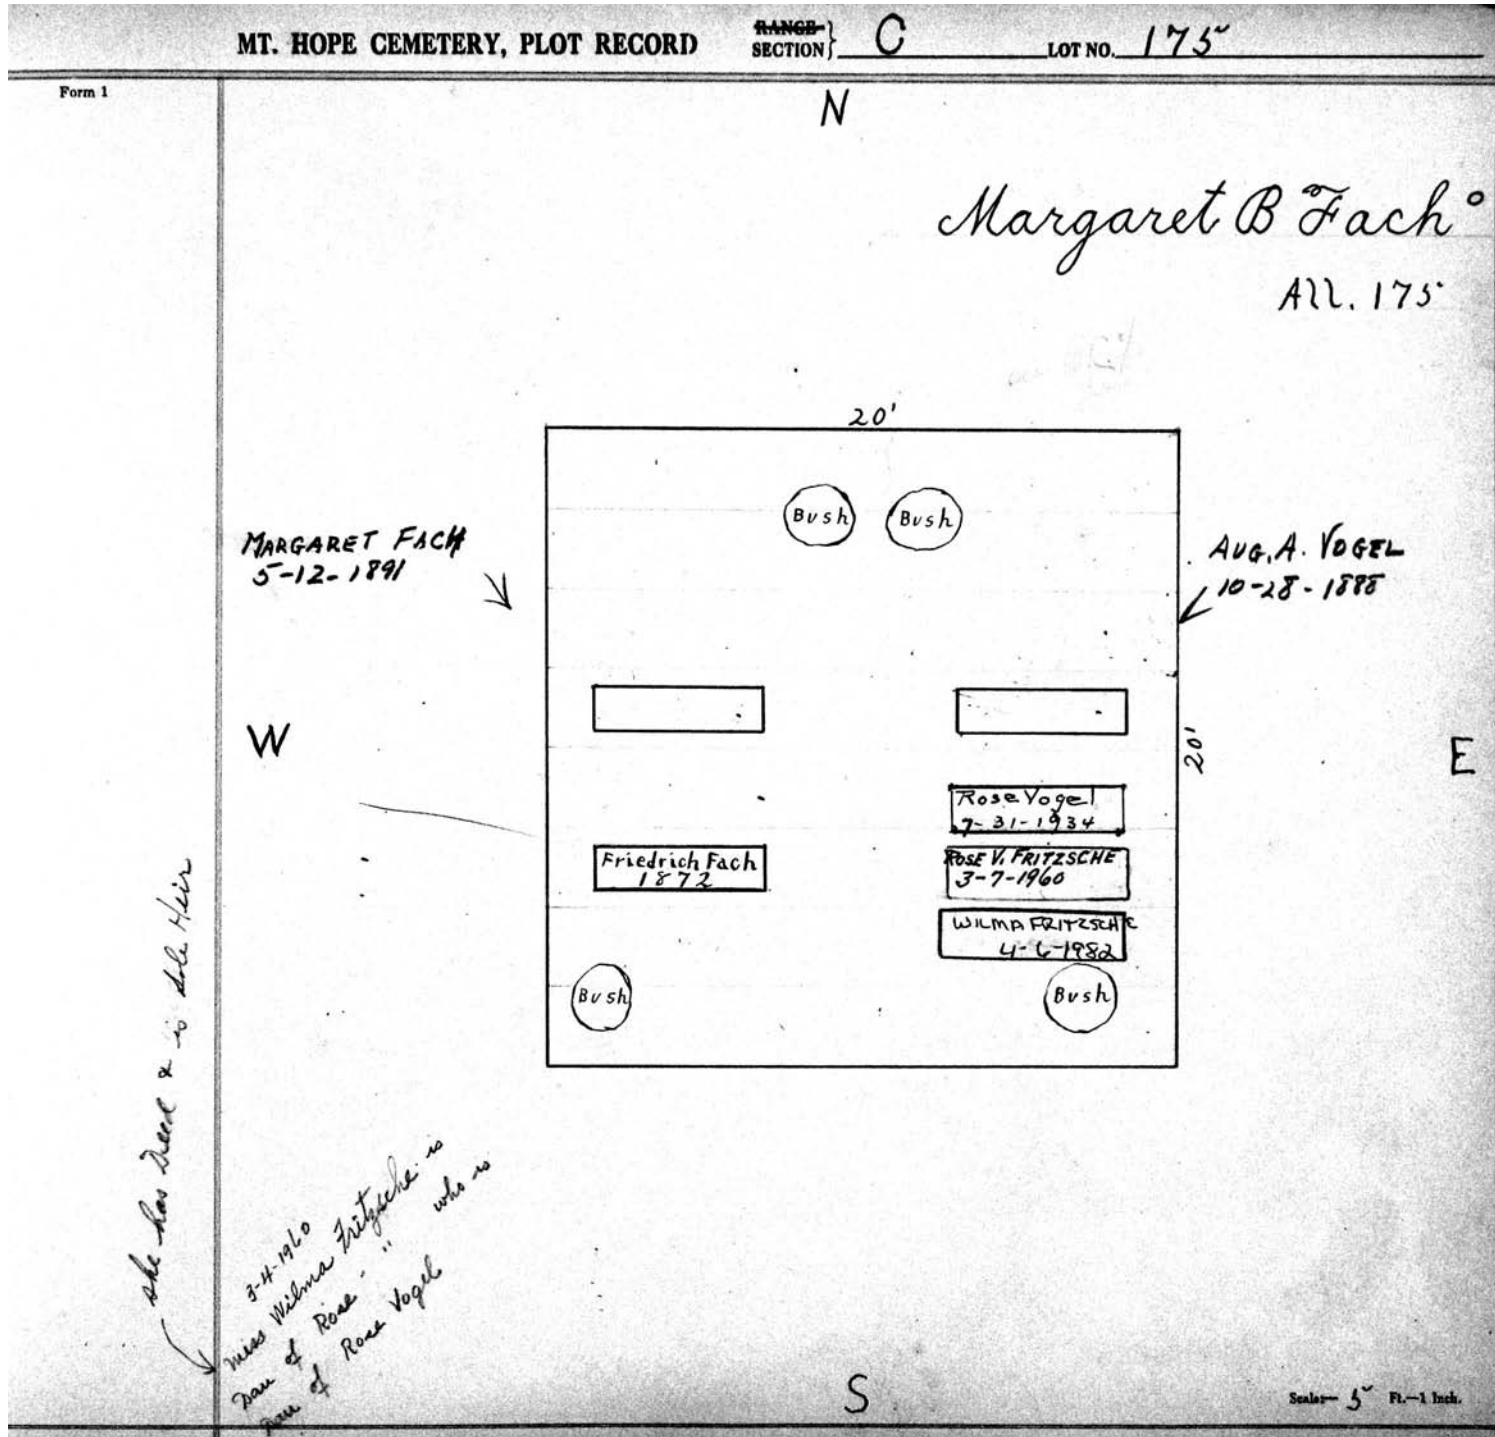 MT. HOPE CEMETERY, PLOT RECORD
RANGE
SECTION} C
LOT NO. 175
Form 1
N
Margaret B Fach
All. 175
20'
Bush
Bush
MARGARET FACH
5-12-1891
AUG. A. VOGEL
10-28-1888
W
20'
E
Rose Vogel
7-31-1934
Friedrich Fach
1872
ROSE V. FRITZSCHE
3-7-1960
WILMA FRITZSCHE
4-6-1982
Bush
Bush
she has Deed & is sole Heir
3-4-1960
Miss Wilma Fritzsche is
Dau of Rose " who is
Dau of Rose Vogel
S
Scale— 5 Ft.—1 Inch.